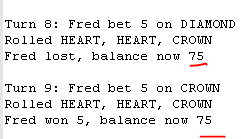 Turn 8: Fred bet 5 on DIAMOND
Rolled HEART, HEART, CROWN
Fred lost, balance now 75
Turn 9: Fred bet 5 on CROWN
Rolled HEART, HEART, CROWN
Fred won 5, balance now 75